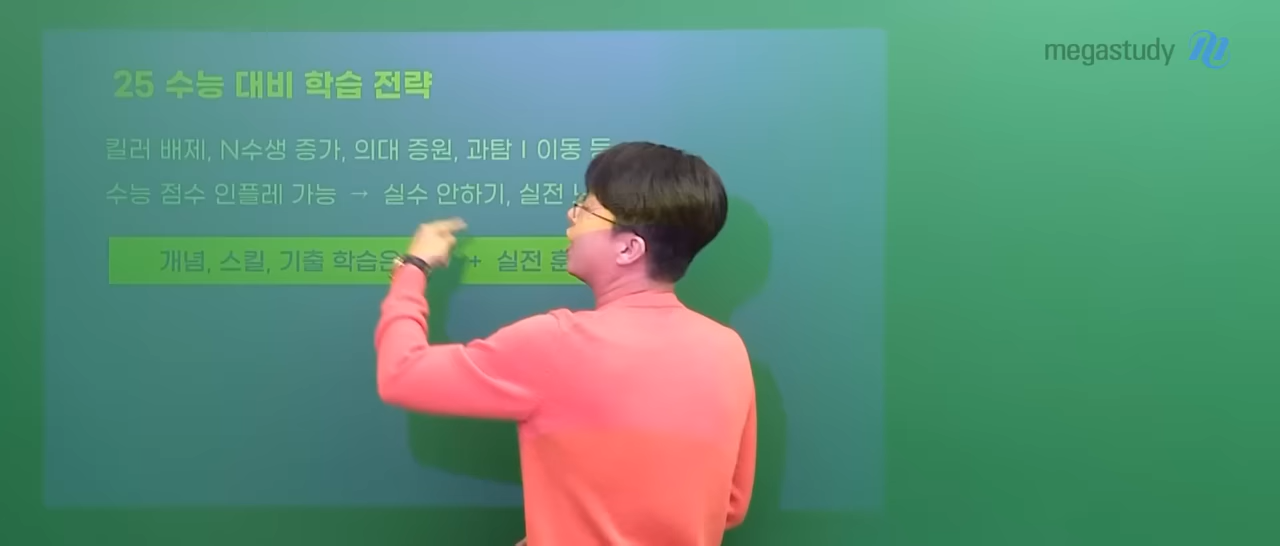 megastudy
25 수능 대비 학습 전략
킬러 배제, N수생 증가, 의대 증원, 과탐 I 이동 등
수능 점수 인플레 가능 → 실수 안하기, 실전
개념, 스킬, 기출 학습은 + 실전